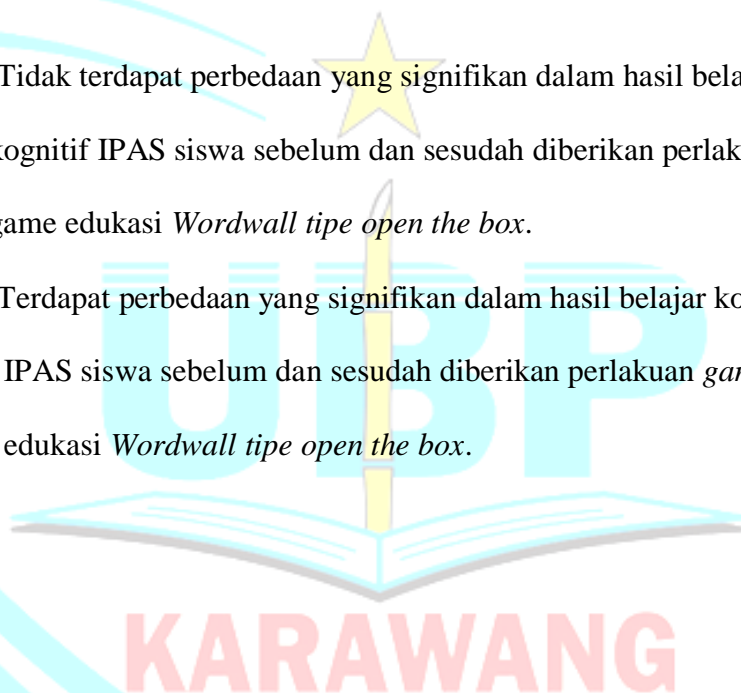 Tidak terdapat perbedaan yang signifikan dalam hasil bela
kognitif IPAS siswa sebelum dan sesudah diberikan perlak
game edukasi Wordwall tipe open the box.
Terdapat perbedaan yang signifikan dalam hasil belajar ko
IPAS siswa sebelum dan sesudah diberikan perlakuan gam
edukasi Wordwall tipe open the box.
UBP
KARAWANG